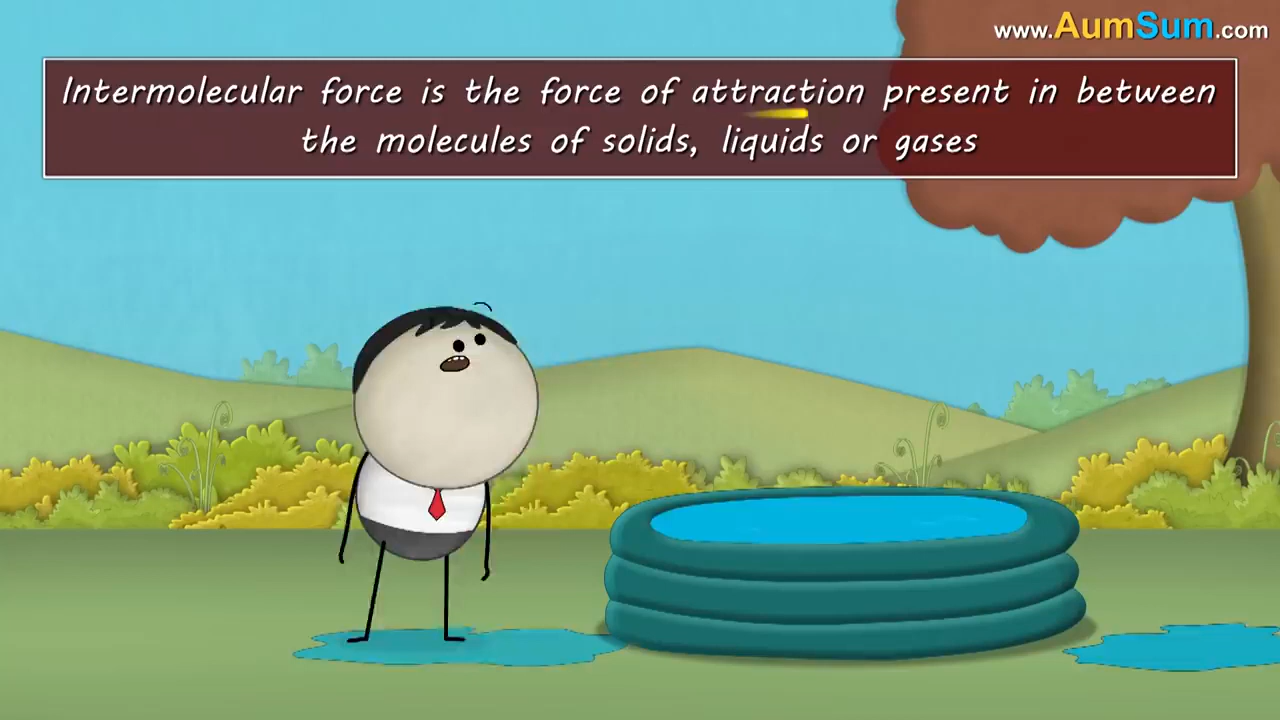 www.AumSum.com
Intermolecular force is the force of attraction present in between
the molecules of solids, liquids or gases